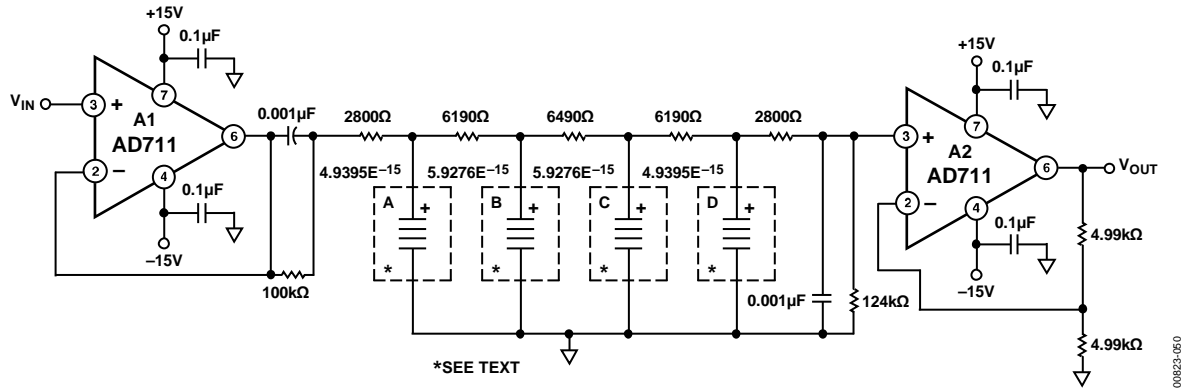 +15V
0.1µF
7
VIN
3
+
A1
AD711
6
2
–
4
0.1µF
–15V
0.001µF
100kΩ
2800Ω
6190Ω
6490Ω
6190Ω
2800Ω
4.9395E–15
5.9276E–15
5.9276E–15
4.9395E–15
A
+
*
B
+
*
C
+
*
D
+
*
0.001µF
124kΩ
*SEE TEXT
+15V
0.1µF
7
3
+
A2
AD711
6
VOUT
2
–
4
0.1µF
–15V
4.99kΩ
4.99kΩ
00823-050